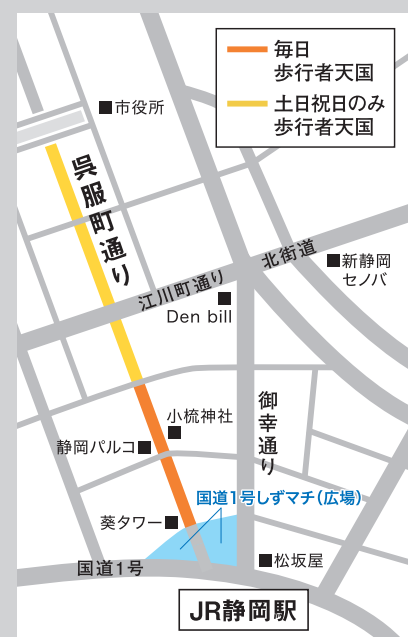 毎日
歩行者天国
土日祝日のみ
歩行者天国
市役所
呉服町通り
北街道
新静岡
セノバ
江川町通り
Den bill
小梳神社
御幸通り
静岡パルコ
国道1号しずマチ(広場)
葵タワー
松坂屋
国道1号
JR静岡駅